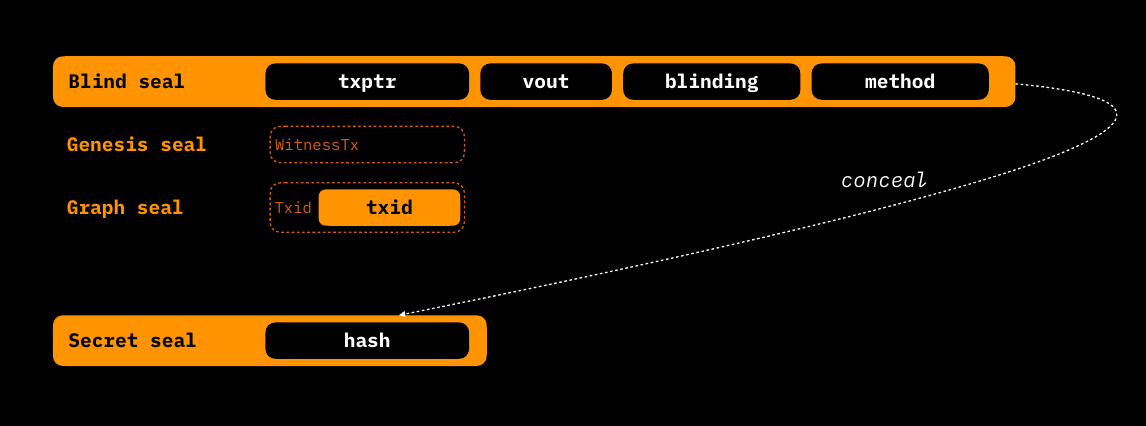 Blind seal txptr vout blinding method
Genesis seal WitnessTx
conceal
Graph seal Txid txid
Secret seal hash